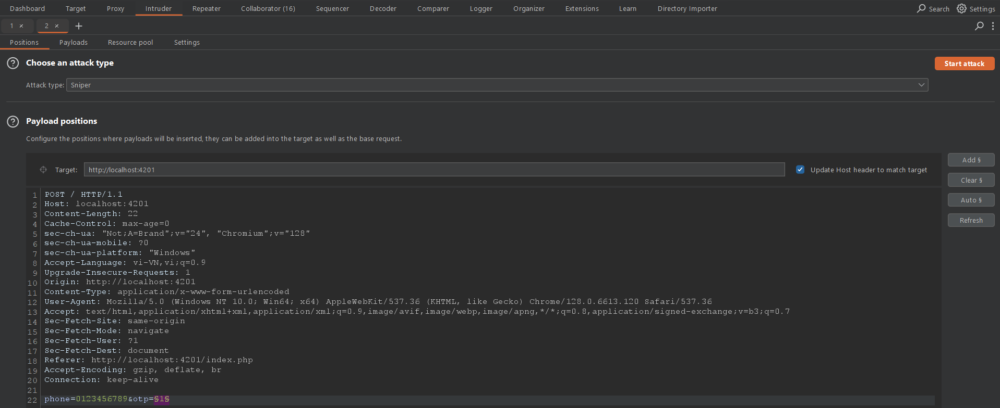 Dashboard Target Proxy Intruder Repeater Collaborator (16) Sequencer Decoder Comparer Logger Organizer Extensions Learn Directory Importer Search Settings
1 × 2 × +
Positions Payloads Resource pool Settings
? Choose an attack type Start attack
Attack type: Sniper
? Payload positions
Configure the positions where payloads will be inserted, they can be added into the target as well as the base request.
Target: http://localhost:4201 Update Host header to match target
Add §
Clear §
Auto §
Refresh
1 POST / HTTP/1.1
2 Host: localhost:4201
3 Content-Length: 22
4 Cache-Control: max-age=0
5 sec-ch-ua: "Not;A=Brand";v="24", "Chromium";v="128"
6 sec-ch-ua-mobile: ?0
7 sec-ch-ua-platform: "Windows"
8 Accept-Language: vi-VN,vi;q=0.9
9 Upgrade-Insecure-Requests: 1
10 Origin: http://localhost:4201
11 Content-Type: application/x-www-form-urlencoded
12 User-Agent: Mozilla/5.0 (Windows NT 10.0; Win64; x64) AppleWebKit/537.36 (KHTML, like Gecko) Chrome/128.0.6613.120 Safari/537.36
13 Accept: text/html,application/xhtml+xml,application/xml;q=0.9,image/avif,image/webp,image/apng,*/*;q=0.8,application/signed-exchange;v=b3;q=0.7
14 Sec-Fetch-Site: same-origin
15 Sec-Fetch-Mode: navigate
16 Sec-Fetch-User: ?1
17 Sec-Fetch-Dest: document
18 Referer: http://localhost:4201/index.php
19 Accept-Encoding: gzip, deflate, br
20 Connection: keep-alive
21
22 phone=0123456789&otp=§1§